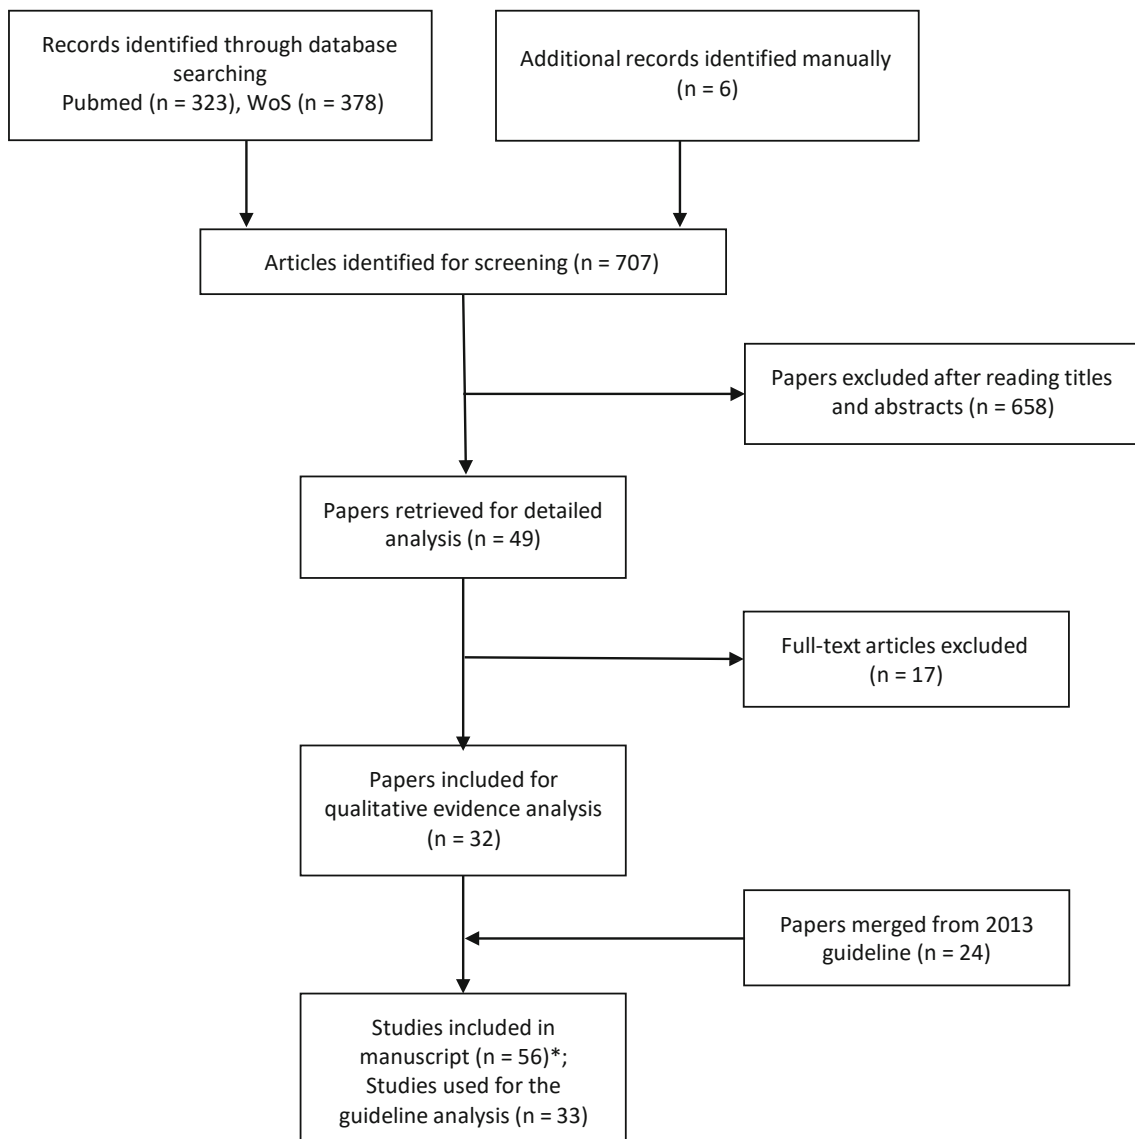 Records identified through database
searching
Pubmed (n = 323), WoS (n = 378)
Additional records identified manually
(n = 6)
Articles identified for screening (n = 707)
Papers excluded after reading titles
and abstracts (n = 658)
Papers retrieved for detailed
analysis (n = 49)
Full-text articles excluded
(n = 17)
Papers included for
qualitative evidence analysis
(n = 32)
Papers merged from 2013
guideline (n = 24)
Studies included in
manuscript (n = 56)*;
Studies used for the
guideline analysis (n = 33)